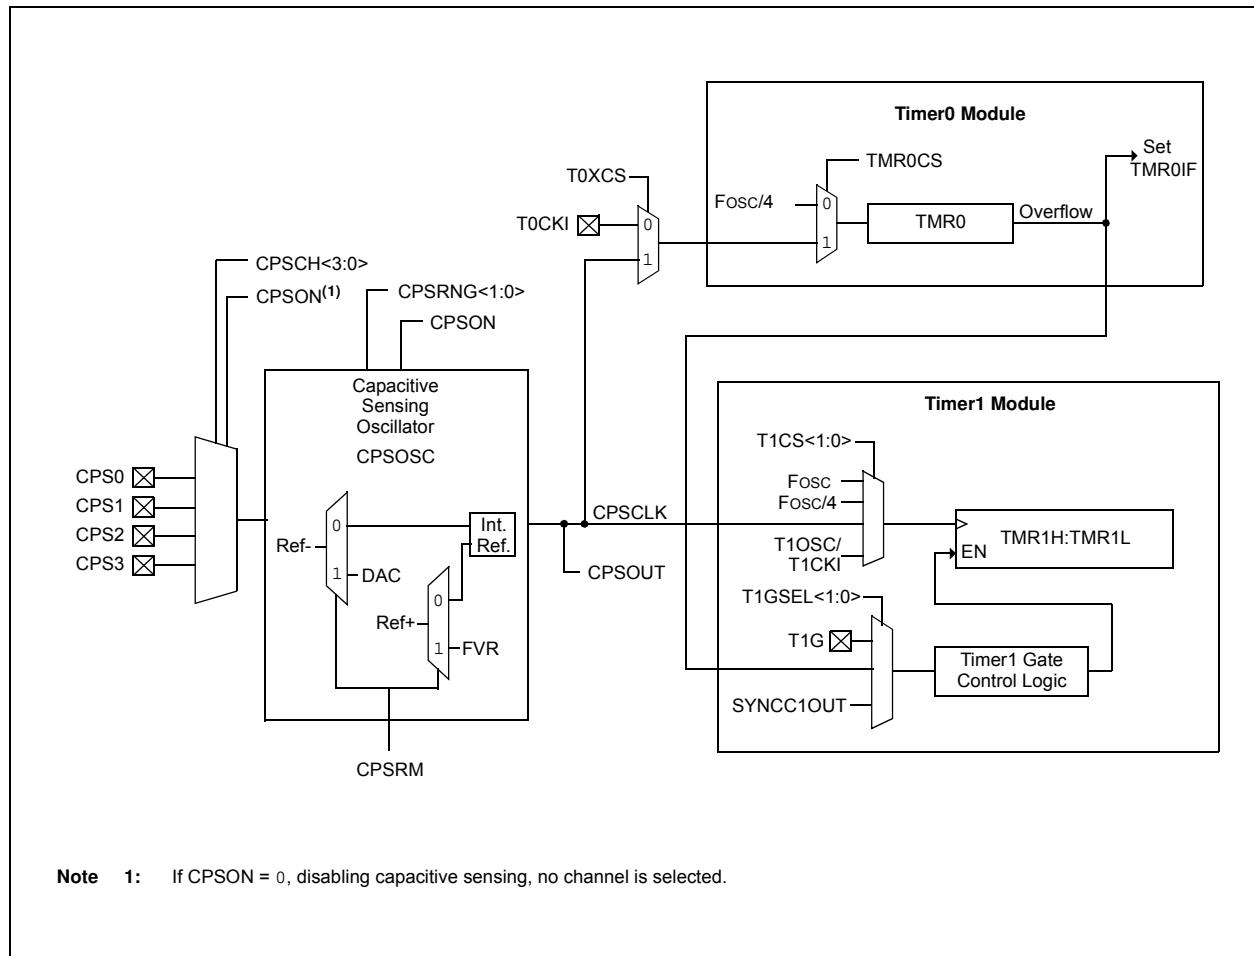 Timer0 Module
Set
TMR0IF
TMR0CS
T0XCS
FOSC/4
0
1
TMR0
Overflow
T0CKI
0
1
CPSCH<3:0>
CPSON(1)
CPSRNG<1:0>
CPSON
Capacitive
Sensing
Oscillator
CPSOSC
Timer1 Module
T1CS<1:0>
FOSC
FOSC/4
T1OSC/
T1CKI
TMR1H:TMR1L
EN
CPS0
CPS1
CPS2
CPS3
0
1
Ref-
DAC
Int.
Ref.
0
1
Ref+
FVR
CPSCLK
CPSOUT
T1GSEL<1:0>
T1G
SYNCC1OUT
Timer1 Gate
Control Logic
CPSRM
Note 1: If CPSON = 0, disabling capacitive sensing, no channel is selected.